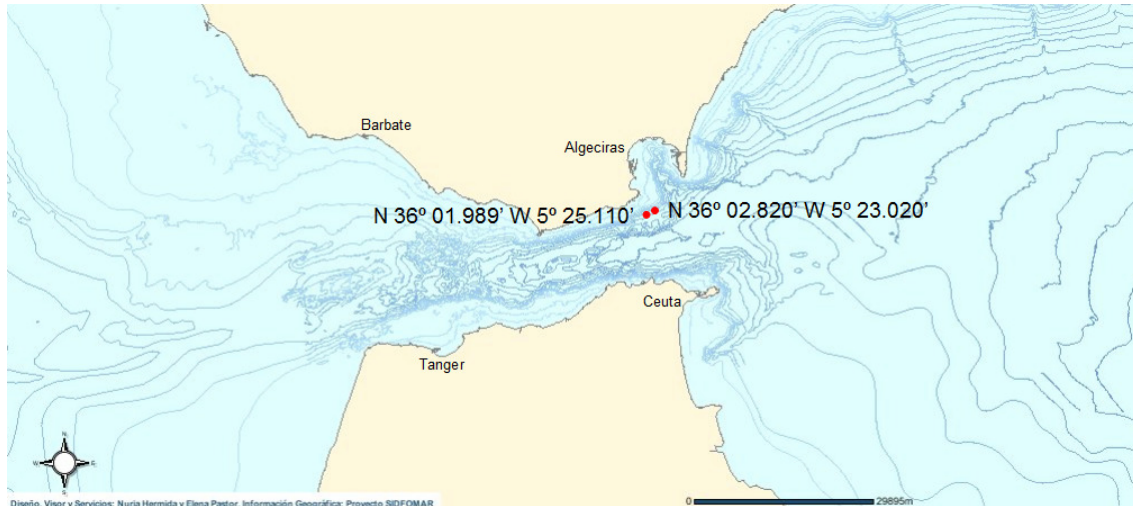 Barbate
Algeciras
N 36º 01.989’ W 5º 25.110’
N 36º 02.820’ W 5º 23.020’
Ceuta
Tanger
N
W
E
S
0
29895m
Diseño, Visor y Servicios: Nuria Hermida y Elena Pastor. Información Geográfica: Proyecto SIDEOMAR